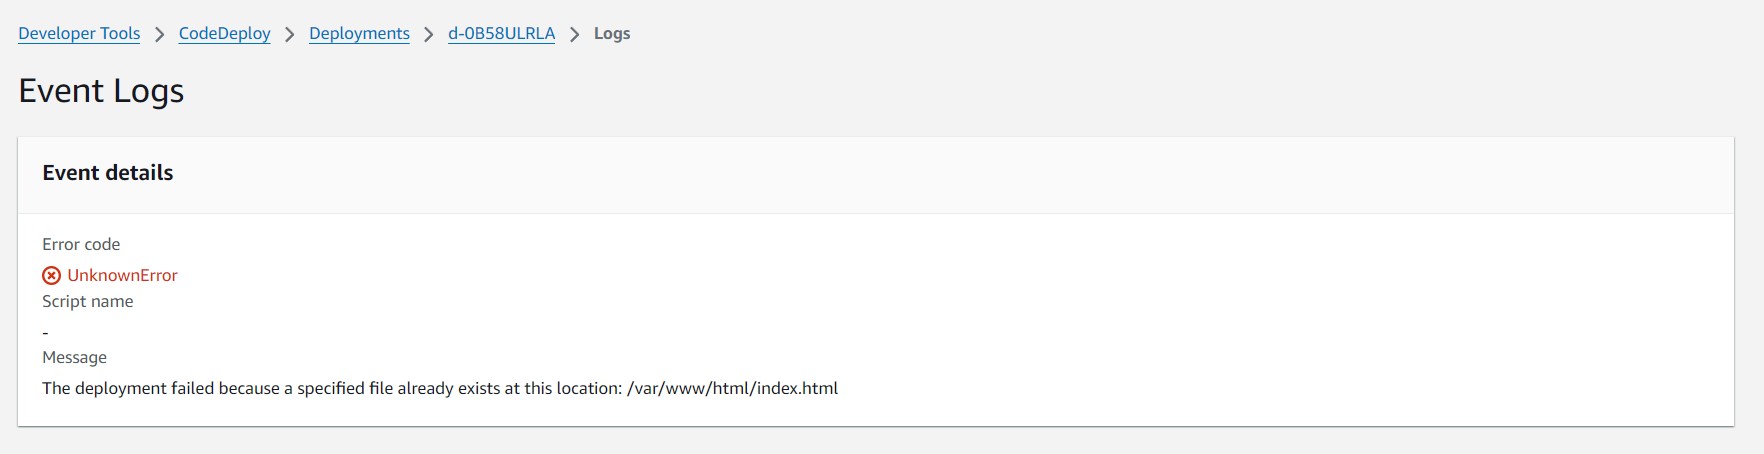 Developer Tools > CodeDeploy > Deployments > d-0B58ULRLA > Logs
Event Logs
Event details
Error code
UnknownError
Script name
-
Message
The deployment failed because a specified file already exists at this location: /var/www/html/index.html